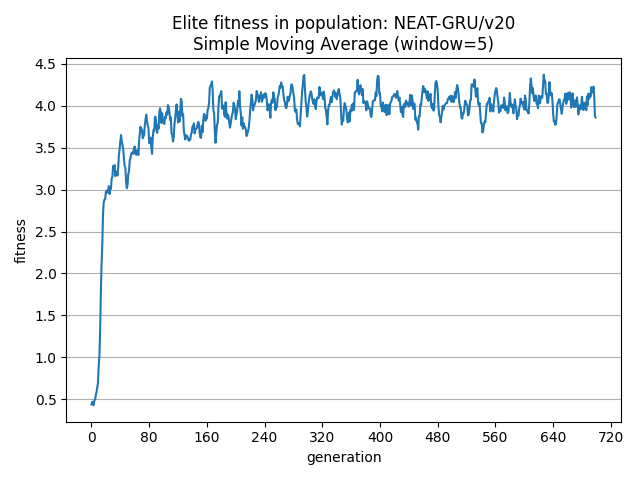 Elite fitness in population: NEAT-GRU/v20
Simple Moving Average (window=5)
4.5
4.0
3.5
3.0
2.5
2.0
1.5
1.0
0.5
fitness
0 80 160 240 320 400 480 560 640 720
generation